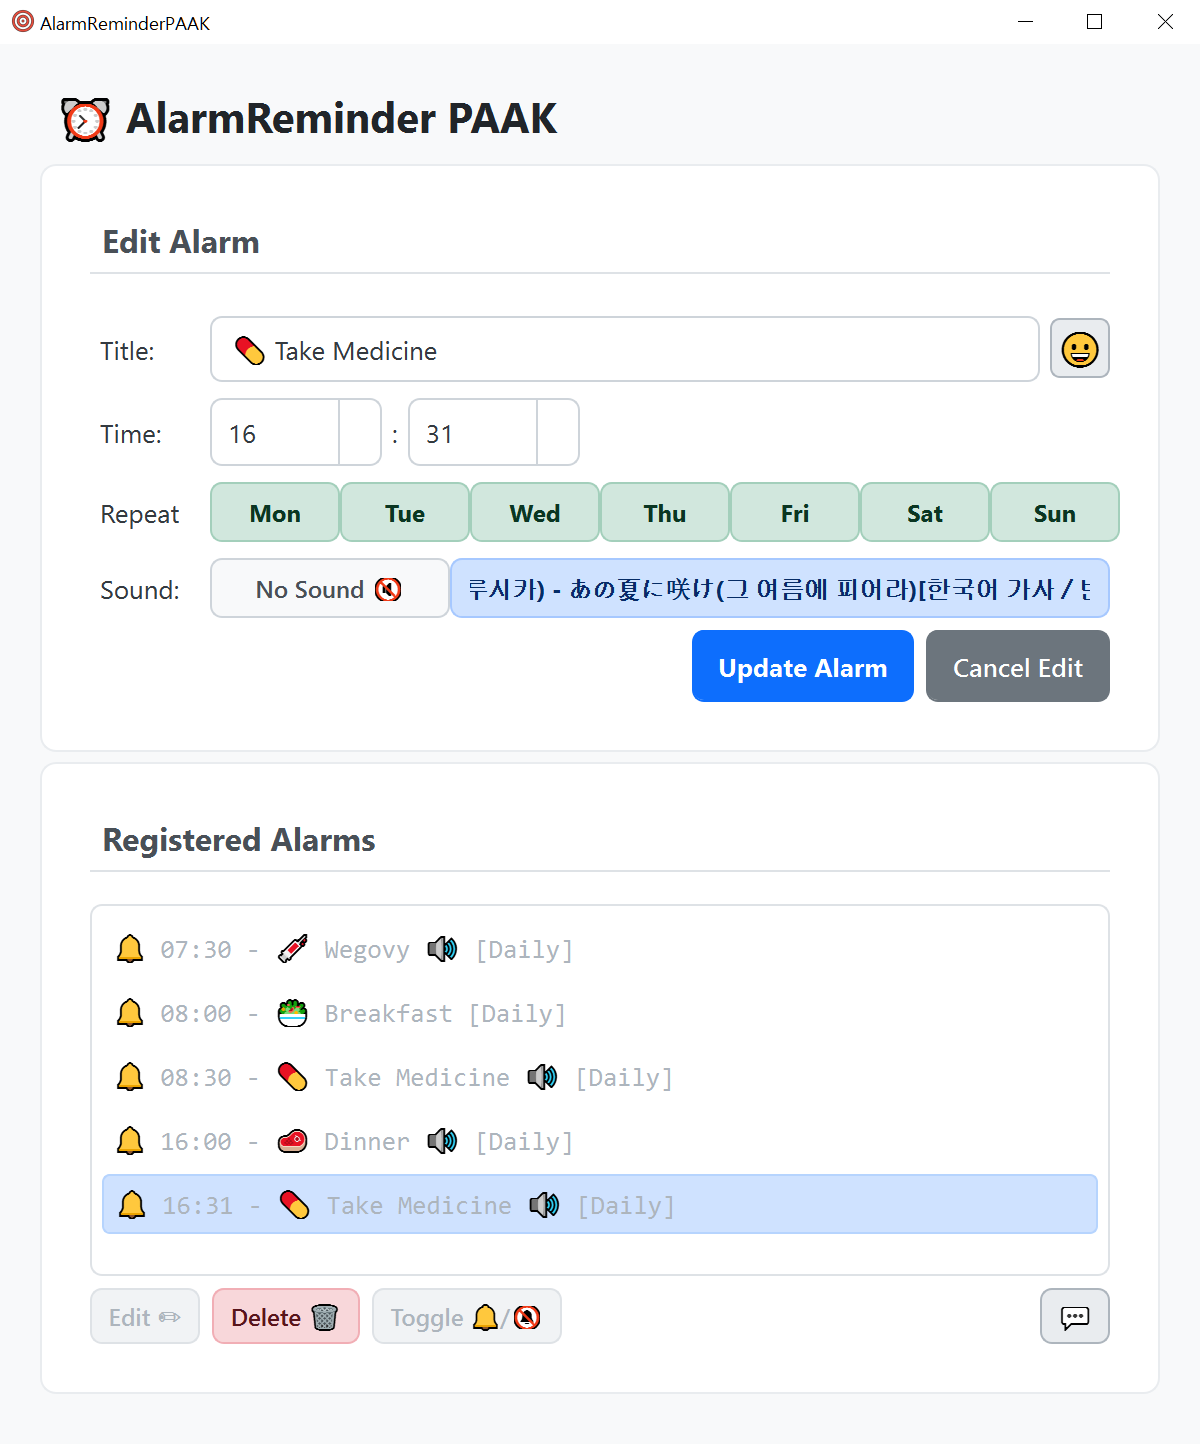 AlarmReminderPAAK
AlarmReminder PAAK
Edit Alarm
Title: 💊 Take Medicine
Time: 16 : 31
Repeat Mon Tue Wed Thu Fri Sat Sun
Sound: No Sound 🔇 루시카) - あの夏に咲け(그 여름에 피어라)[한국어 가사 /
Update Alarm Cancel Edit
Registered Alarms
🔔 07:30 - 💉 Wegovy 🔊 [Daily]
🔔 08:00 - 🥗 Breakfast [Daily]
🔔 08:30 - 💊 Take Medicine 🔊 [Daily]
🔔 16:00 - 🥩 Dinner 🔊 [Daily]
🔔 16:31 - 💊 Take Medicine 🔊 [Daily]
Edit ✏ Delete 🗑 Toggle 🔔/🔕 💬